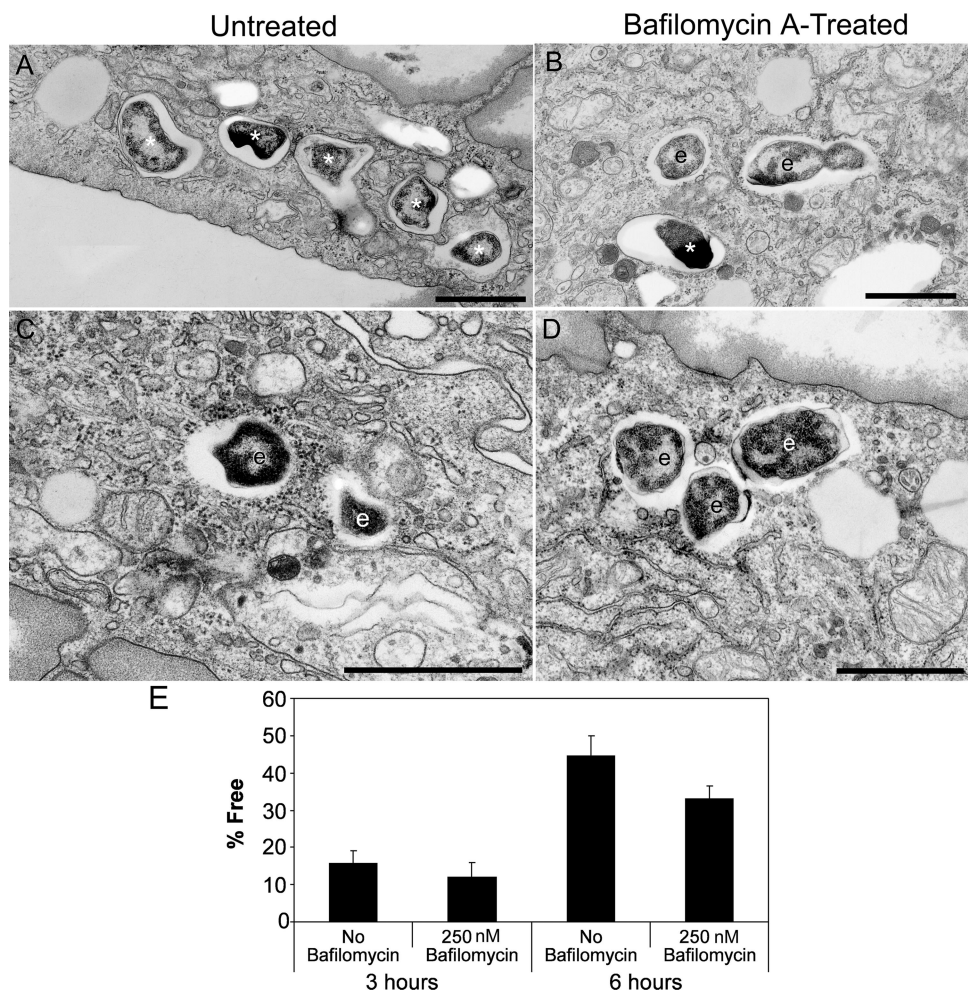 Untreated
Bafilomycin A-Treated
A
*
*
*
*
*
B
e
e
*
C
e
e
D
e
e
e
E
% Free
60
50
40
30
20
10
0
No
Bafilomycin
250 nM
Bafilomycin
No
Bafilomycin
250 nM
Bafilomycin
3 hours
6 hours